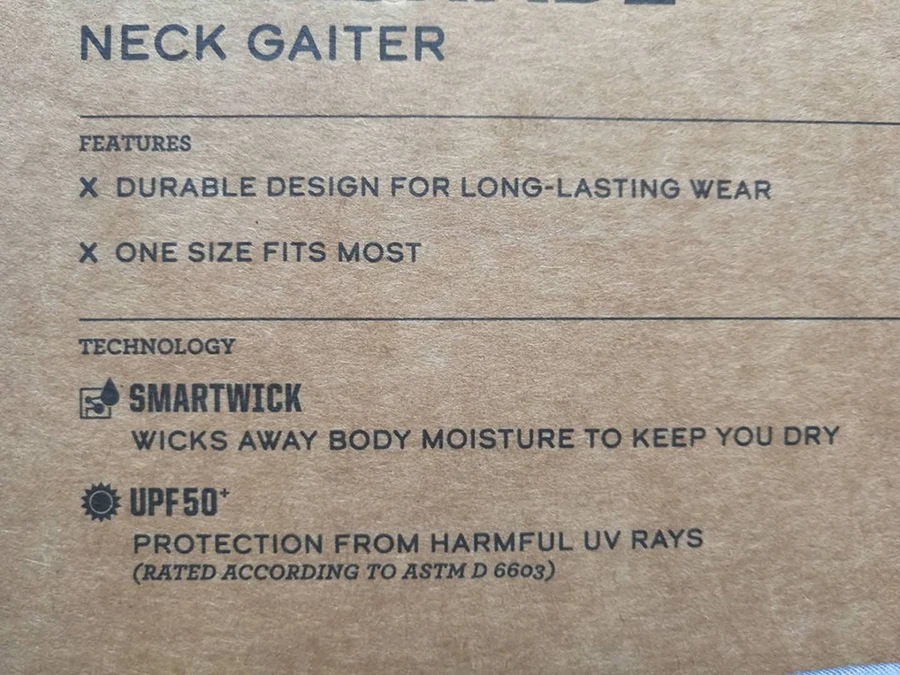 NECK GAITER
FEATURES
X DURABLE DESIGN FOR LONG-LASTING WEAR
X ONE SIZE FITS MOST
TECHNOLOGY
SMARTWICK
WICKS AWAY BODY MOISTURE TO KEEP YOU DRY
UPF50+
PROTECTION FROM HARMFUL UV RAYS
(RATED ACCORDING TO ASTM D 6603)